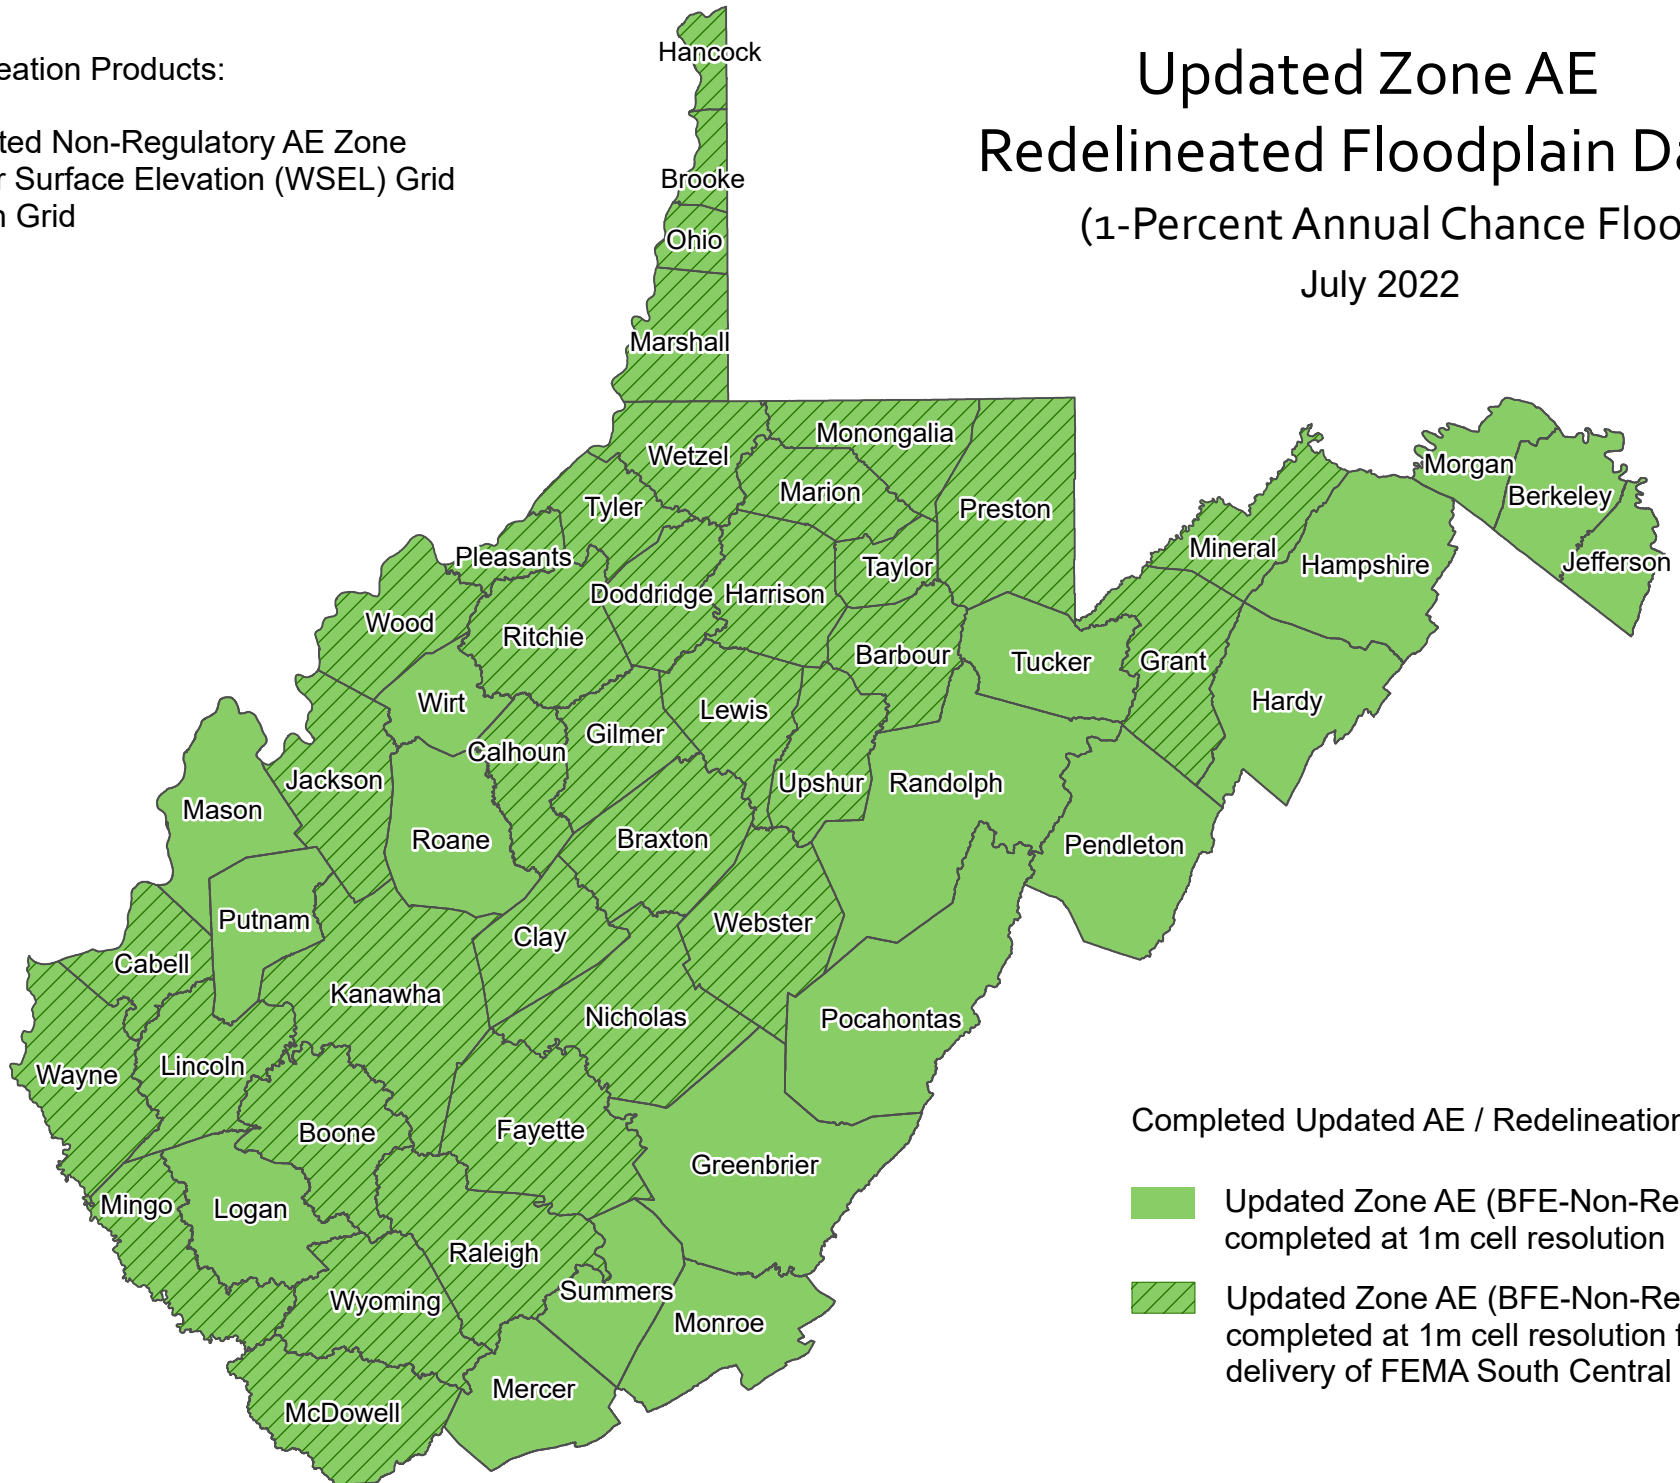 eation Products:
ted Non-Regulatory AE Zone
r Surface Elevation (WSEL) Grid
n Grid
Updated Zone AE
Redelineated Floodplain Da
(1-Percent Annual Chance Floo
July 2022
Hancock
Brooke
Ohio
Marshall
Wetzel
Monongalia
Marion
Preston
Tyler
Pleasants
Doddridge
Harrison
Taylor
Mineral
Hampshire
Morgan
Berkeley
Jefferson
Wood
Ritchie
Barbour
Tucker
Grant
Hardy
Wirt
Calhoun
Gilmer
Lewis
Upshur
Randolph
Pendleton
Jackson
Mason
Roane
Braxton
Putnam
Clay
Webster
Cabell
Kanawha
Nicholas
Pocahontas
Wayne
Lincoln
Boone
Fayette
Greenbrier
Mingo
Logan
Raleigh
Summers
Wyoming
Monroe
Mercer
McDowell
Completed Updated AE / Redelineation
Updated Zone AE (BFE-Non-Re
completed at 1m cell resolution
Updated Zone AE (BFE-Non-Re
completed at 1m cell resolution f
delivery of FEMA South Central